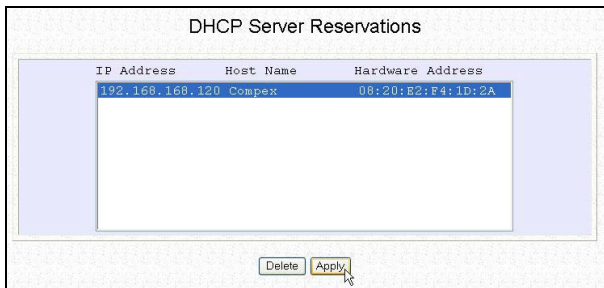 DHCP Server Reservations
IP Address Host Name Hardware Address
192.168.168.120 Compex 08:20:E2:F4:1D:2A
Delete Apply